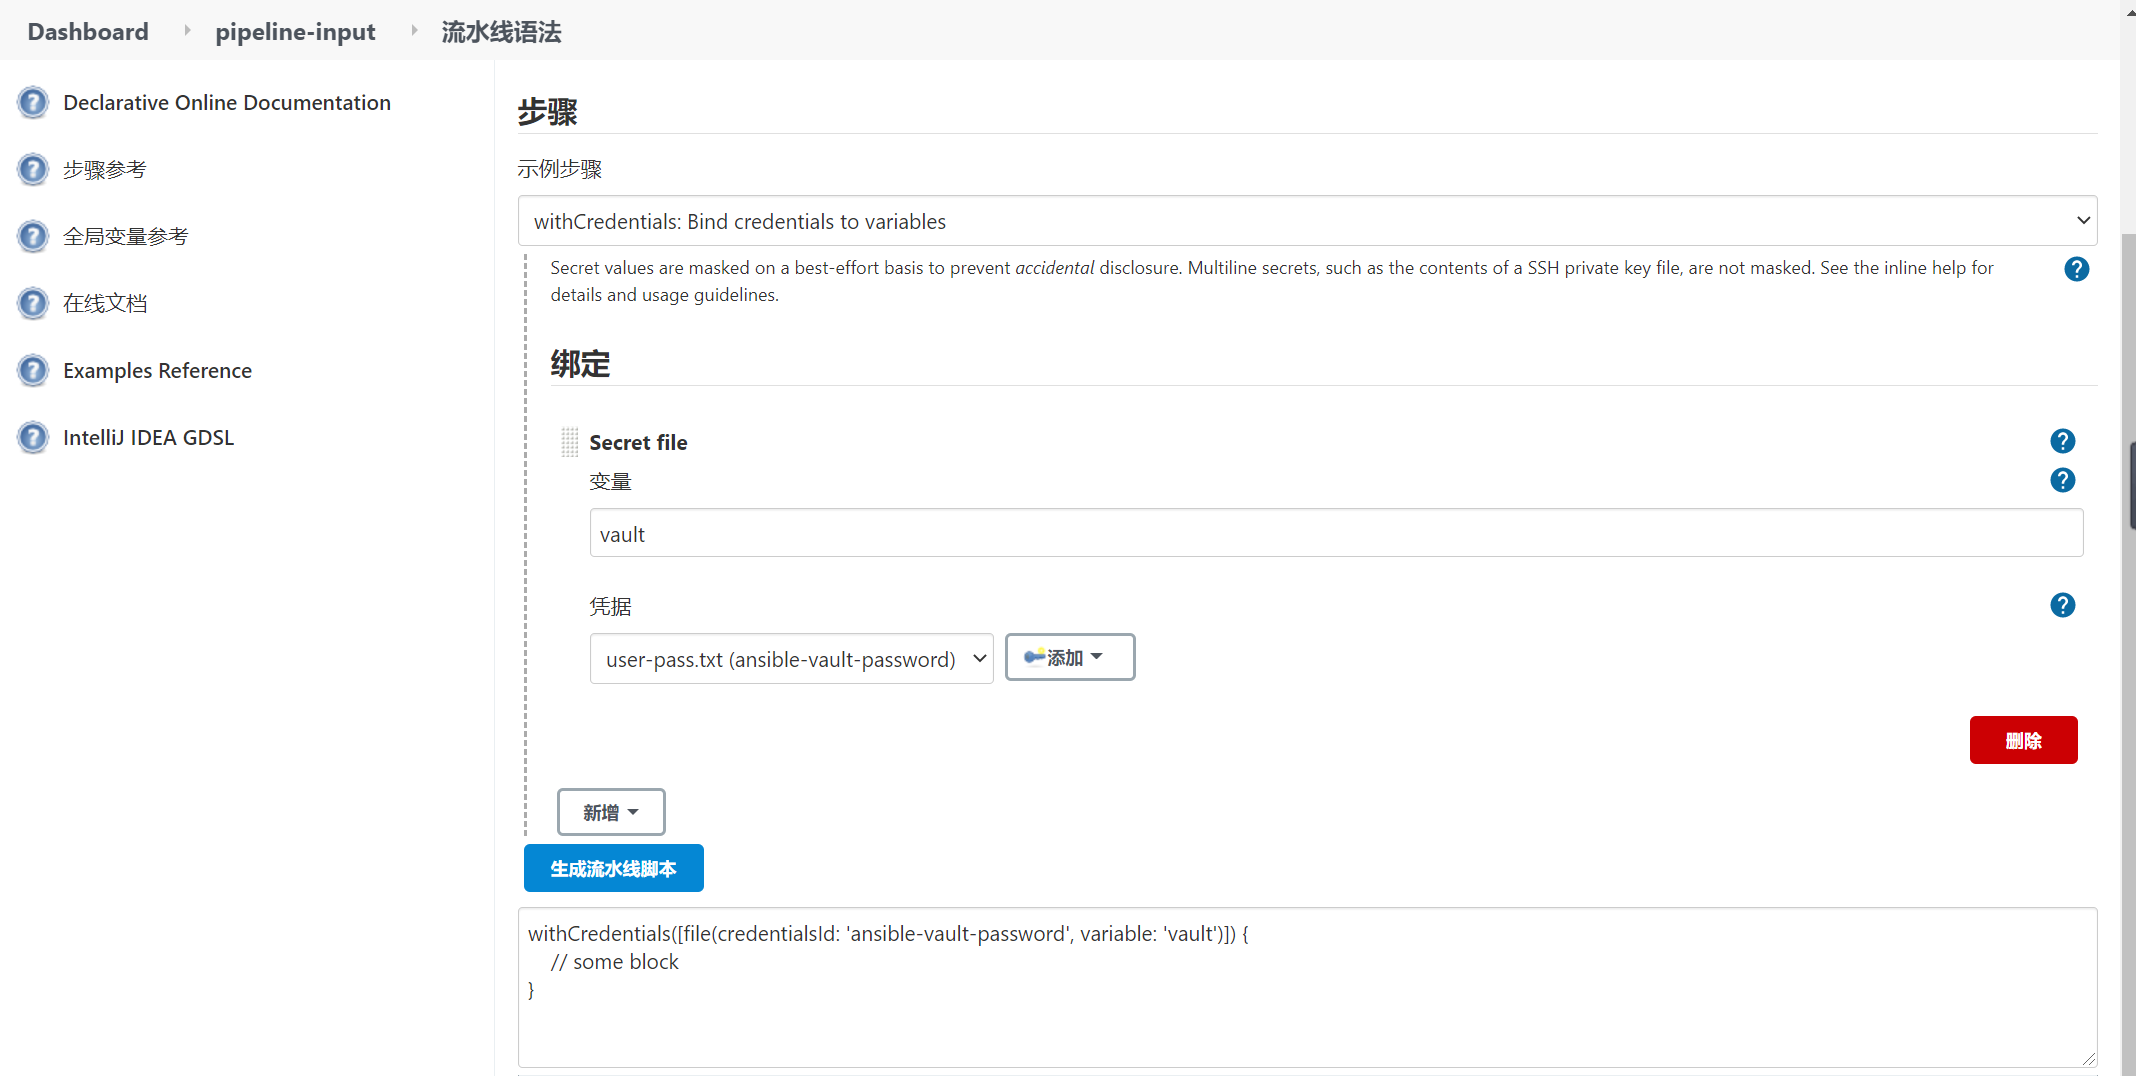 Dashboard
pipeline-input
流水线语法
Declarative Online Documentation
步骤参考
全局变量参考
在线文档
Examples Reference
IntelliJ IDEA GDSL
步骤
示例步骤
withCredentials: Bind credentials to variables
Secret values are masked on a best-effort basis to prevent accidental disclosure. Multiline secrets, such as the contents of a SSH private key file, are not masked. See the inline help for
details and usage guidelines.
绑定
Secret file
变量
vault
凭据
user-pass.txt (ansible-vault-password)
添加
删除
新增
生成流水线脚本
withCredentials([file(credentialsId: 'ansible-vault-password', variable: 'vault')]) {
// some block
}